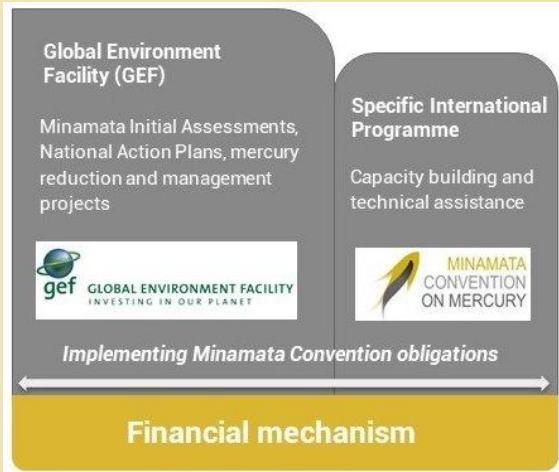 Global Environment
Facility (GEF)
Minamata Initial Assessments,
National Action Plans, mercury
reduction and management
projects
gef GLOBAL ENVIRONMENT FACILITY
INVESTING IN OUR PLANET
Specific International
Programme
Capacity building and
technical assistance
MINAMATA
CONVENTION
ON MERCURY
Implementing Minamata Convention obligations
Financial mechanism